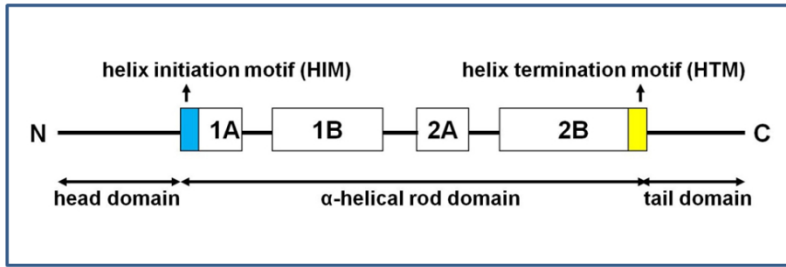 helix initiation motif (HIM) helix termination motif (HTM)
N 1A 1B 2A 2B C
head domain α-helical rod domain tail domain